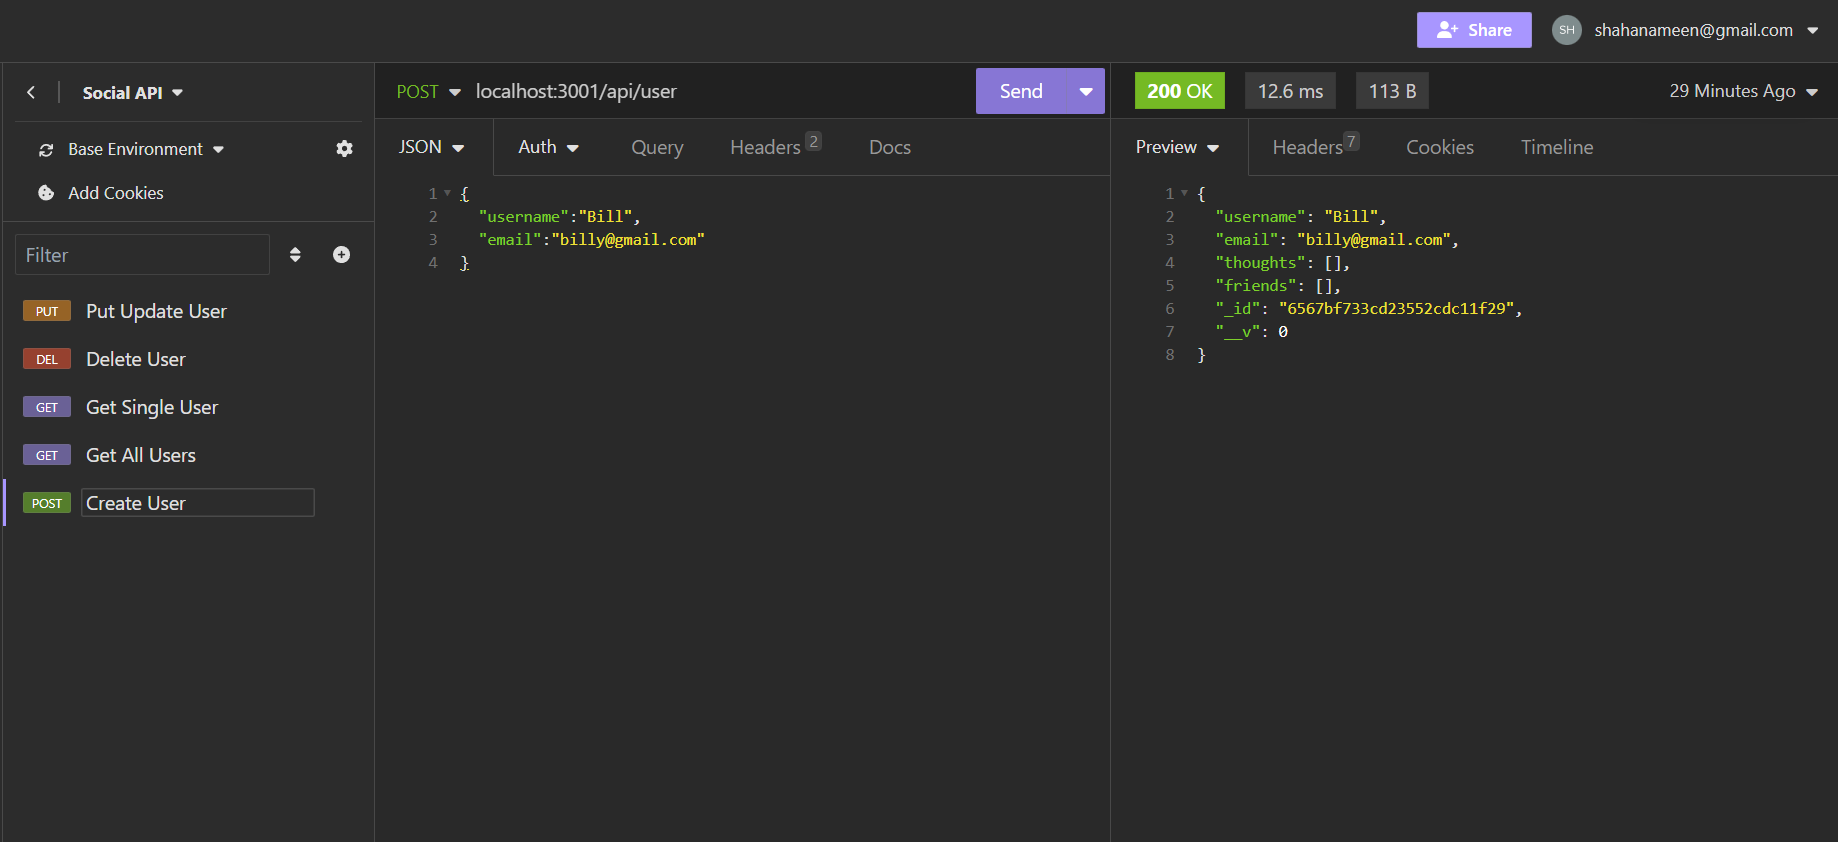 Share
SH
shahanameen@gmail.com
Social API
Base Environment
Add Cookies
Filter
PUT Put Update User
DEL Delete User
GET Get Single User
GET Get All Users
POST Create User
POST localhost:3001/api/user
Send
JSON Auth Query Headers 2 Docs
1 {
2 "username":"Bill",
3 "email":"billy@gmail.com"
4 }
200 OK 12.6 ms 113 B 29 Minutes Ago
Preview Headers 7 Cookies Timeline
1 {
2 "username": "Bill",
3 "email": "billy@gmail.com",
4 "thoughts": [],
5 "friends": [],
6 "_id": "6567bf733cd23552cdc11f29",
7 "__v": 0
8 }